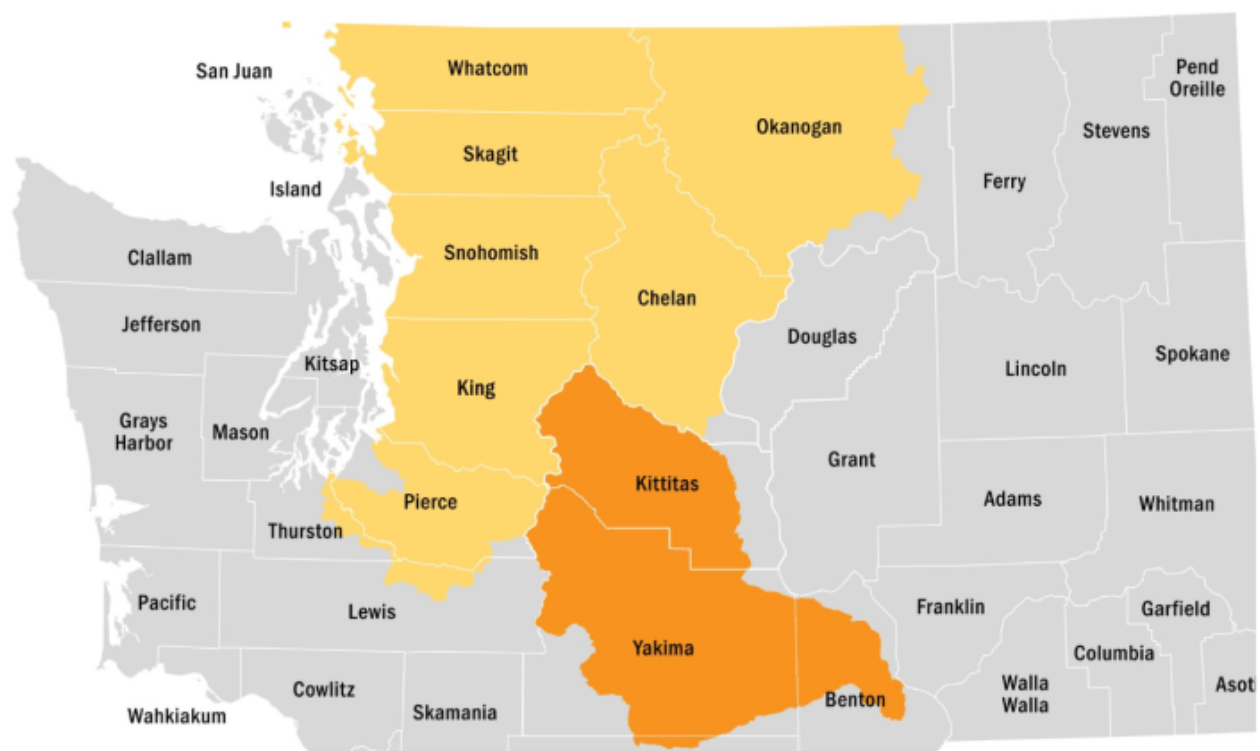 San Juan
Whatcom
Pend
Oreille
Okanogan
Stevens
Skagit
Ferry
Island
Clallam
Snohomish
Chelan
Jefferson
Douglas
Spokane
Kitsap
Lincoln
King
Grays
Harbor
Mason
Grant
Kittitas
Pierce
Adams
Whitman
Thurston
Pacific
Lewis
Franklin
Garfield
Yakima
Columbia
Cowlitz
Benton
Walla
Walla
Asot
Wahkiakum
Skamania